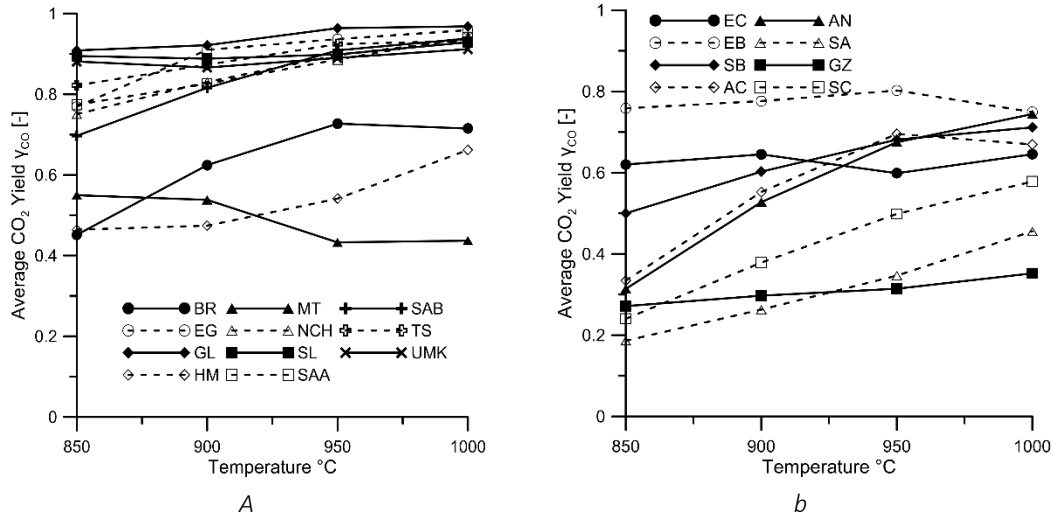 Average CO₂ Yield γCO [-]
1
0.8
0.6
0.4
0.2
0
BR MT SAB
EG NCH TS
GL SL UMK
HM SAA
850 900 950 1000
Temperature °C
A
Average CO₂ Yield γCO [-]
1
0.8
0.6
0.4
0.2
0
EC AN
EB SA
SB GZ
AC SC
850 900 950 1000
Temperature °C
b